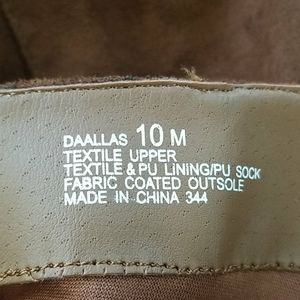 DAALLAS 10 M
TEXTILE UPPER
TEXTILE & PU LINING/PU SOCK
FABRIC COATED OUTSOLE
MADE IN CHINA 344